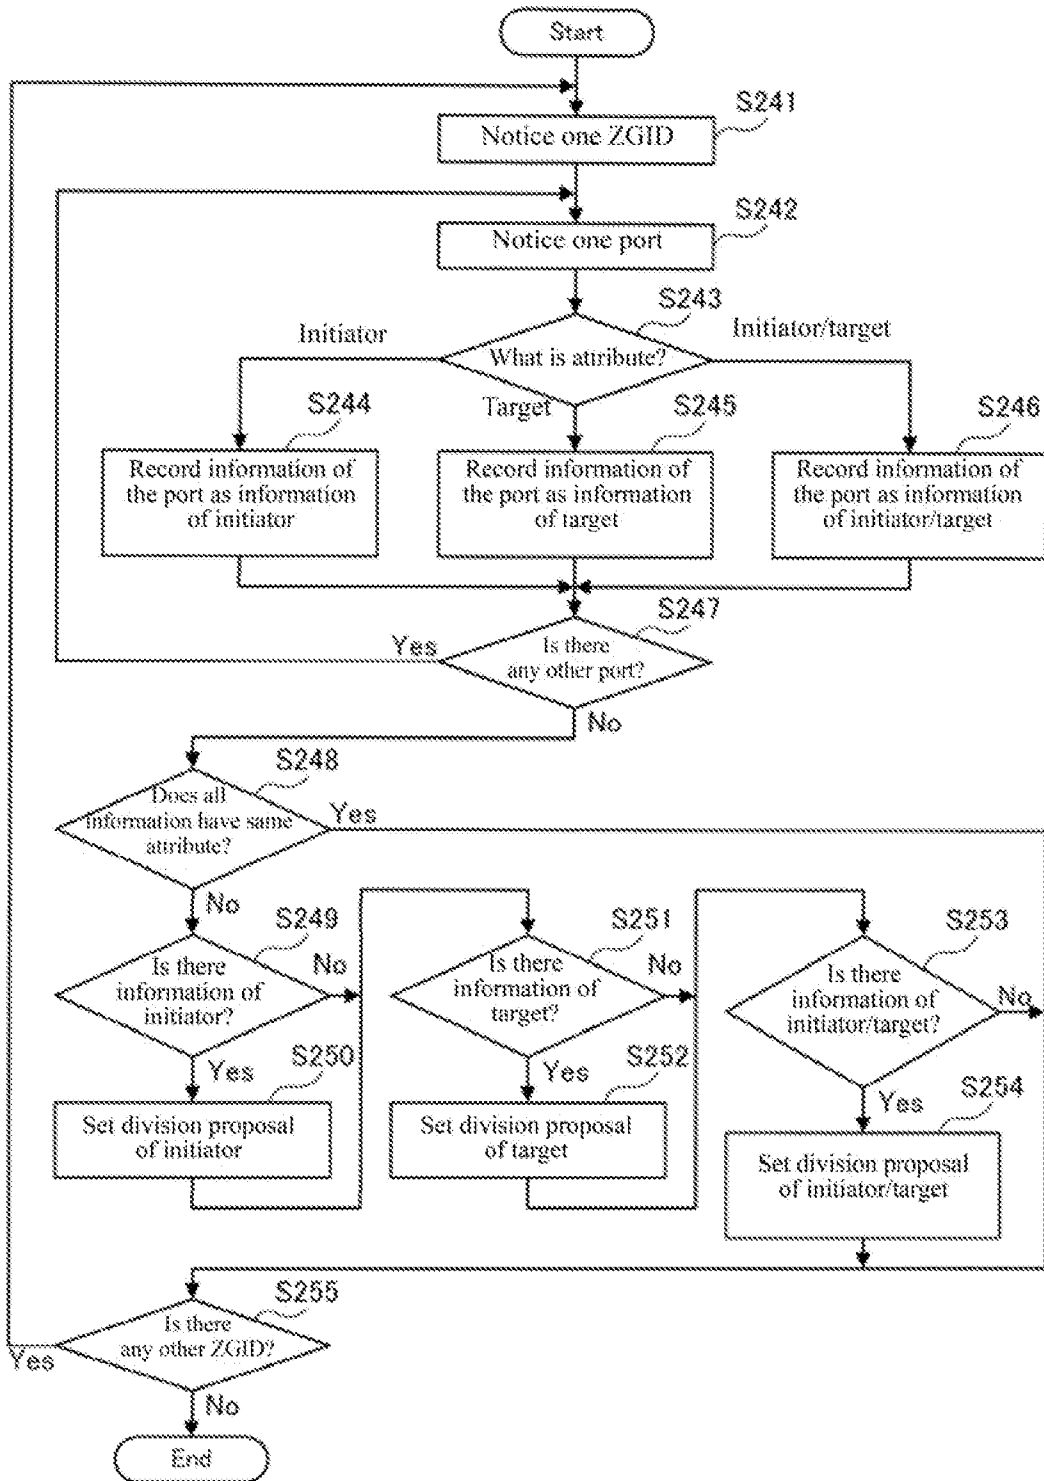 Start
S241
Notice one ZGID
S242
Notice one port
S243
Initiator
Initiator/target
What is attribute?
S244
Target
S245
S246
Record information of
the port as information
of initiator
Record information of
the port as information
of target
Record information of
the port as information
of initiator/target
S247
Yes
Is there
any other port?
No
S248
Does all
information have same
attribute?
Yes
No
S249
Is there
information of
initiator?
No
S251
Is there
information of
target?
No
S253
Is there
information of
initiator/target?
No
Yes
S250
Set division proposal
of initiator
Yes
S252
Set division proposal
of target
Yes
S254
Set division proposal
of initiator/target
S255
Is there
any other ZGID?
Yes
No
End